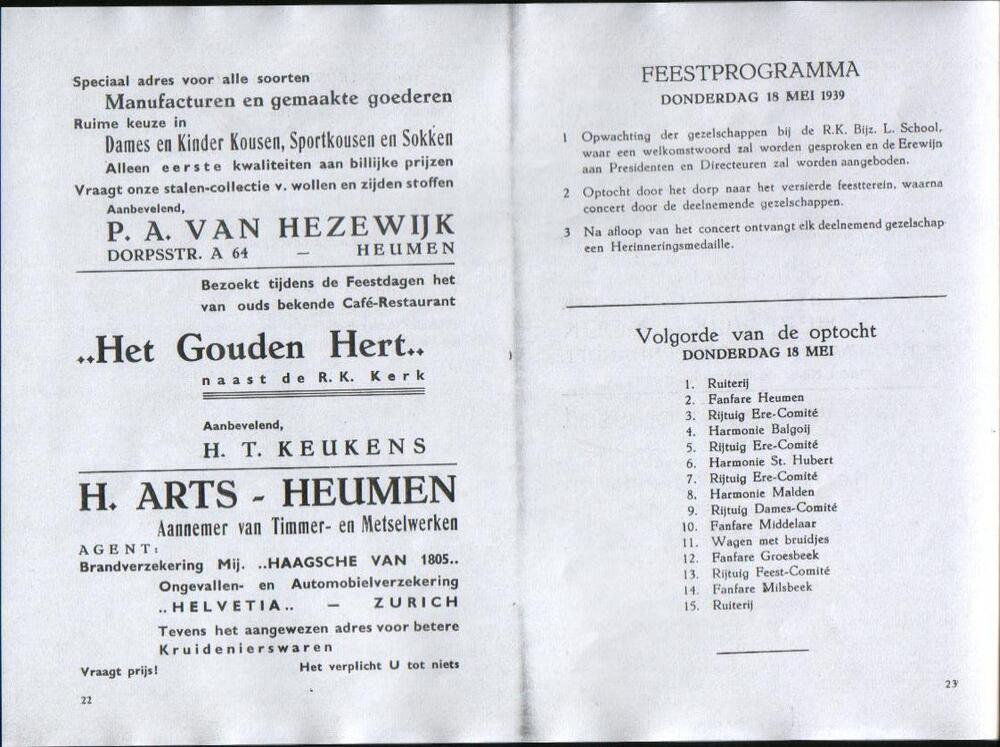 Speciaal adres voor alle soorten
Manufacturen en gemaakte goederen
Ruime keuze in
Dames en Kinder Kousen, Sportkousen en Sokken
Alleen eerste kwaliteiten aan billijke prijzen
Vraagt onze stalen-collectie v. wollen en zijden stoffen
Aanbevelend,
P. A. VAN HEZEWIJK
DORPSSTR. A 64 — HEUMEN
Bezoekt tijdens de Feestdagen het
van ouds bekende Café-Restaurant
..Het Gouden Hert..
naast de R.K. Kerk
Aanbevelend,
H. T. KEUKENS
H. ARTS - HEUMEN
Aannemer van Timmer- en Metselwerken
AGENT:
Brandverzekering Mij. ..HAAGSCHE VAN 1805..
Ongevallen- en Automobielverzekering
..HELVETIA.. — ZURICH
Tevens het aangewezen adres voor betere
Kruidenierswaren
Vraagt prijs! Het verplicht U tot niets
22
FEESTPROGRAMMA
DONDERDAG 18 MEI 1939
1 Opwachting der gezelschappen bij de R.K. Bijz. L. School,
waar een welkomstwoord zal worden gesproken en de Erewijn
aan Presidenten en Directeuren zal worden aangeboden.
2 Optocht door het dorp naar het versierde feestterein, waarna
concert door de deelnemende gezelschappen.
3 Na afloop van het concert ontvangt elk deelnemend gezelschap
een Herinneringsmedaille.
Volgorde van de optocht
DONDERDAG 18 MEI
1. Ruiterij
2. Fanfare Heumen
3. Rijtuig Ere-Comité
4. Harmonie Balgoij
5. Rijtuig Ere-Comité
6. Harmonie St. Hubert
7. Rijtuig Ere-Comité
8. Harmonie Malden
9. Rijtuig Dames-Comité
10. Fanfare Middelaar
11. Wagen met bruidjes
12. Fanfare Groesbeek
13. Rijtuig Feest-Comité
14. Fanfare Milsbeek
15. Ruiterij
23